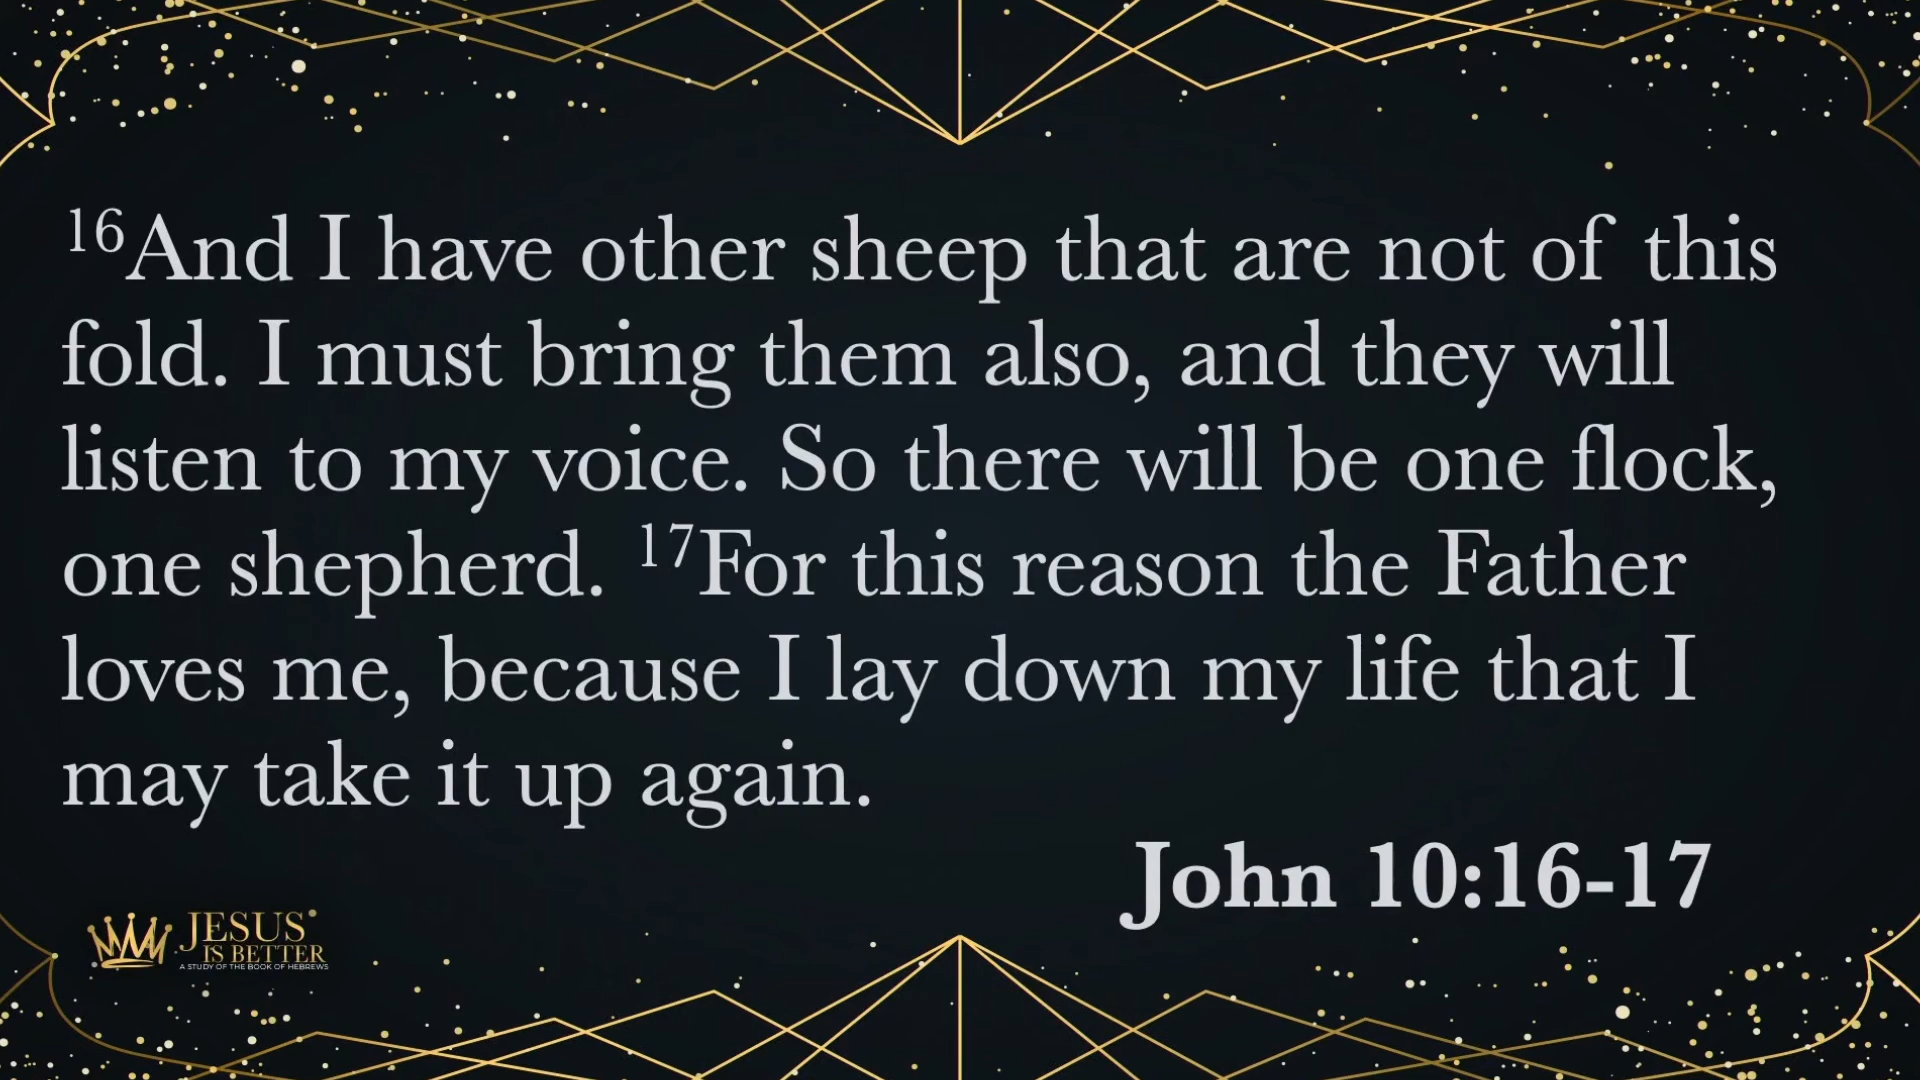 16And I have other sheep that are not of this
fold. I must bring them also, and they will
listen to my voice. So there will be one flock,
one shepherd. 17For this reason the Father
loves me, because I lay down my life that I
may take it up again.
John 10:16-17
JESUS
IS BETTER
A STUDY OF THE BOOK OF HEBREWS